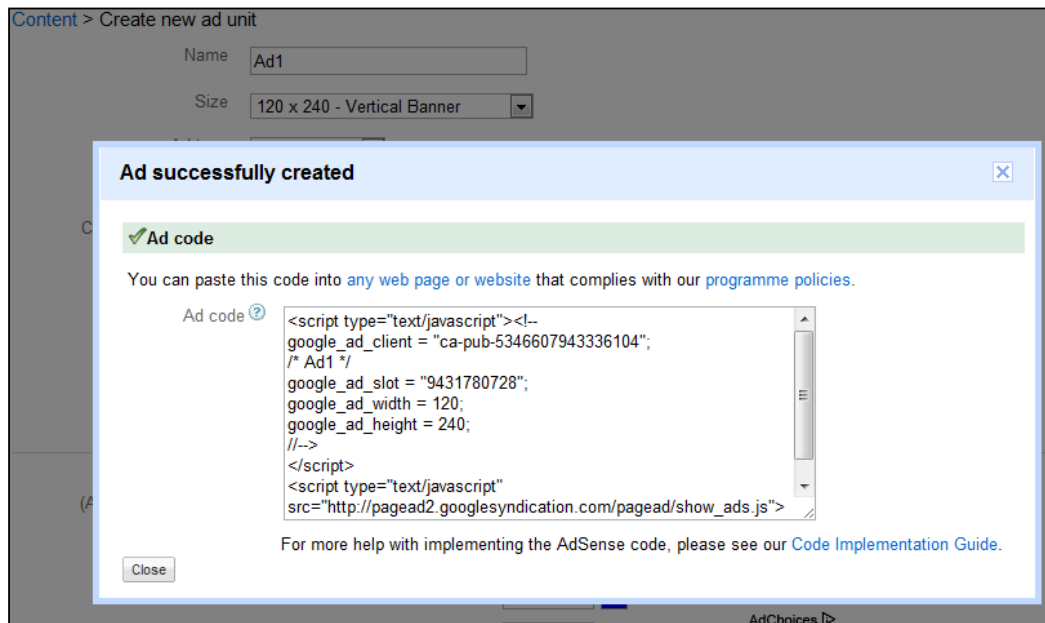 Content > Create new ad unit
Name
Ad1
Size
120 x 240 - Vertical Banner
Ad successfully created
Ad code
You can paste this code into any web page or website that complies with our programme policies.
Ad code
<script type="text/javascript"><!--
google_ad_client = "ca-pub-5346607943336104";
/* Ad1 */
google_ad_slot = "9431780728";
google_ad_width = 120;
google_ad_height = 240;
//-->
</script>
<script type="text/javascript"
src="http://pagead2.googlesyndication.com/pagead/show_ads.js">
For more help with implementing the AdSense code, please see our Code Implementation Guide.
Close
AdChoices